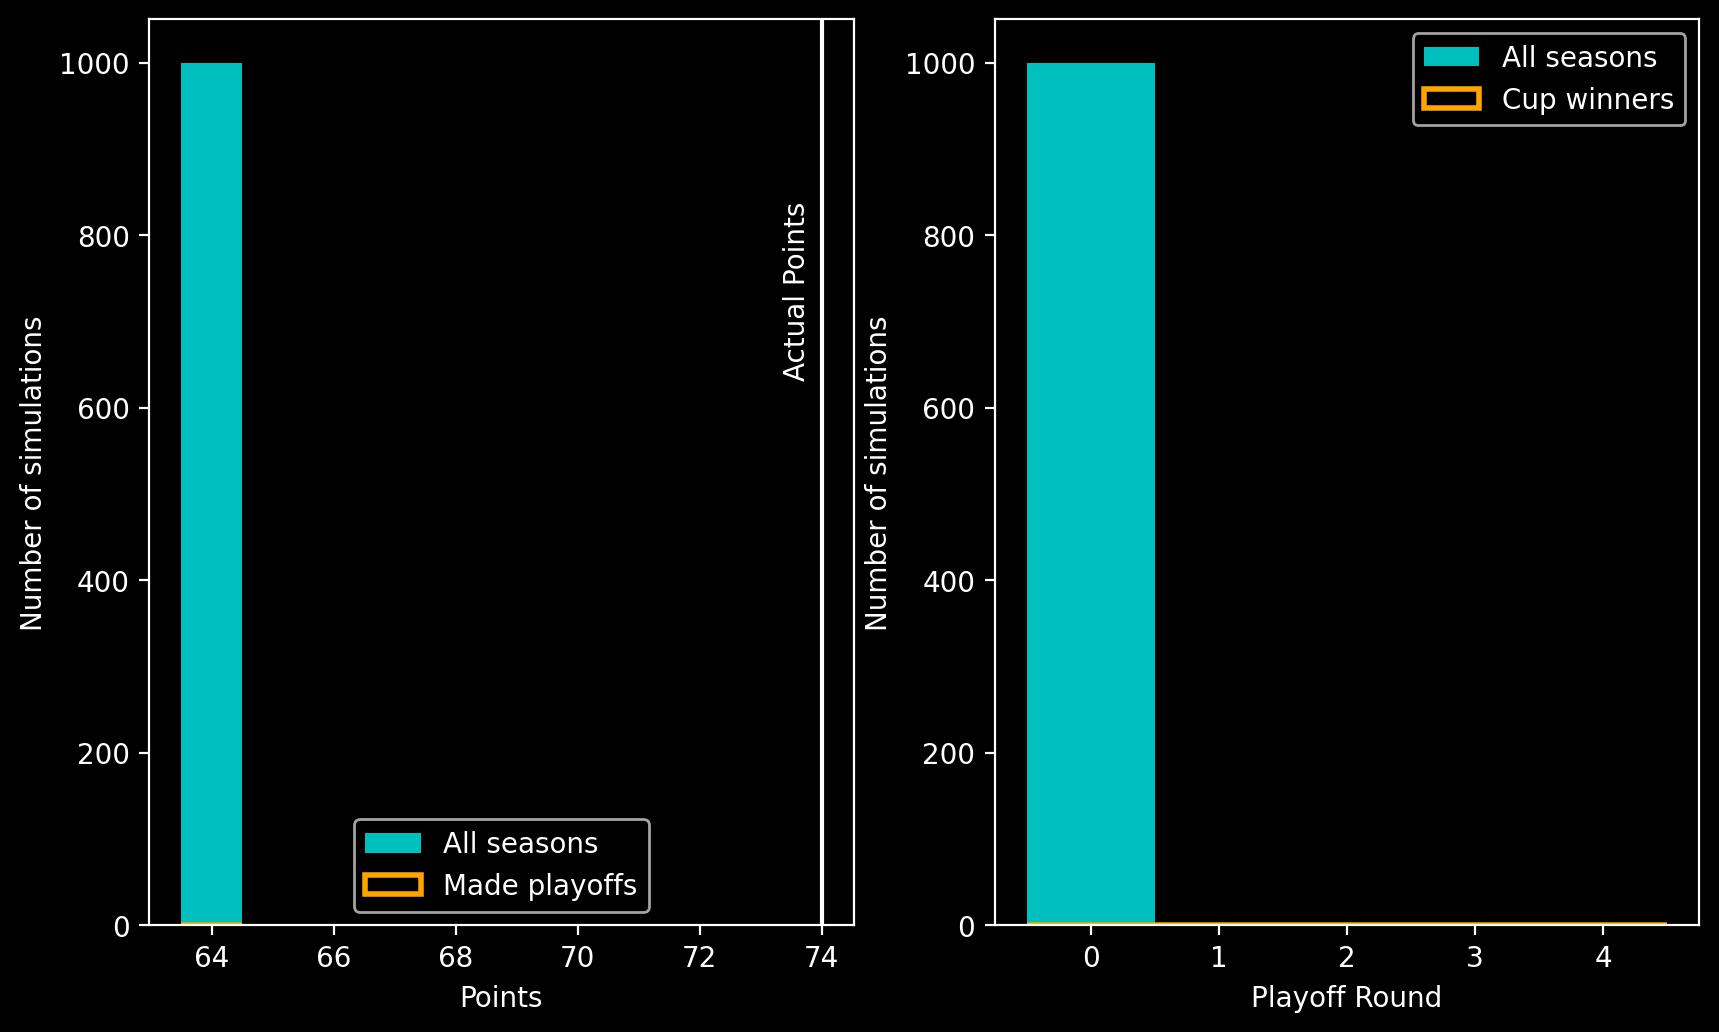 1000
800
600
400
200
0
Number of simulations
Actual Points
All seasons
Made playoffs
64 66 68 70 72 74
Points
1000
800
600
400
200
0
Number of simulations
All seasons
Cup winners
0 1 2 3 4
Playoff Round